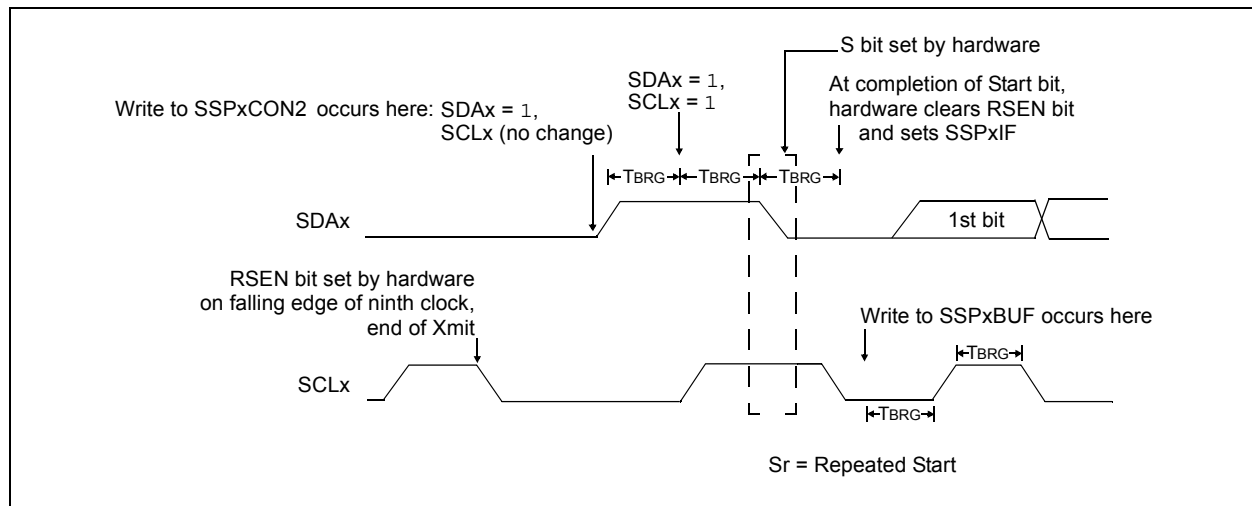 S bit set by hardware
SDAx = 1,
SCLx = 1
At completion of Start bit,
hardware clears RSEN bit
and sets SSPxIF
Write to SSPxCON2 occurs here: SDAx = 1,
SCLx (no change)
TBRG
TBRG
TBRG
SDAx
1st bit
RSEN bit set by hardware
on falling edge of ninth clock,
end of Xmit
Write to SSPxBUF occurs here
TBRG
SCLx
TBRG
Sr = Repeated Start